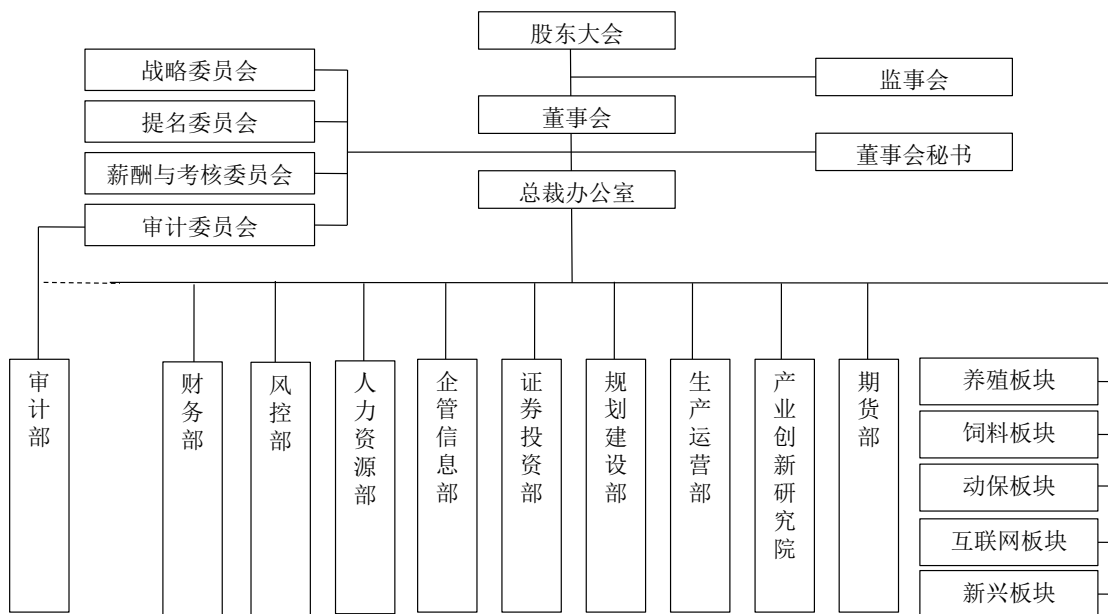 股东大会
战略委员会
监事会
提名委员会
董事会
薪酬与考核委员会
董事会秘书
总裁办公室
审计委员会
审计部
财务部
风控部
人力资源部
企管信息部
证券投资部
规划建设部
生产运营部
产业创新研究院
期货部
养殖板块
饲料板块
动保板块
互联网板块
新兴板块